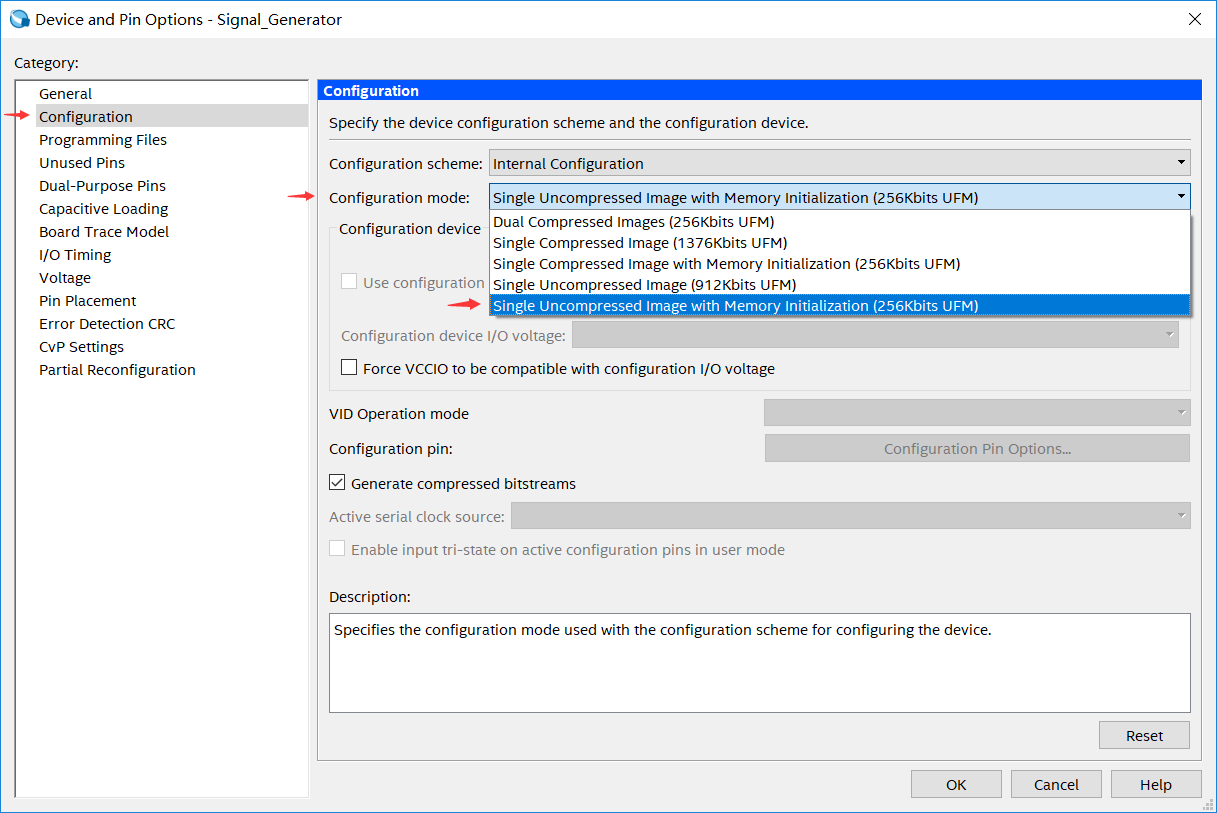 Device and Pin Options - Signal_Generator
Category:
General
Configuration
Programming Files
Unused Pins
Dual-Purpose Pins
Capacitive Loading
Board Trace Model
I/O Timing
Voltage
Pin Placement
Error Detection CRC
CvP Settings
Partial Reconfiguration
Configuration
Specify the device configuration scheme and the configuration device.
Configuration scheme: Internal Configuration
Configuration mode: Single Uncompressed Image with Memory Initialization (256Kbits UFM)
Dual Compressed Images (256Kbits UFM)
Configuration device
Single Compressed Image (1376Kbits UFM)
Single Compressed Image with Memory Initialization (256Kbits UFM)
Use configuration Single Uncompressed Image (912Kbits UFM)
Single Uncompressed Image with Memory Initialization (256Kbits UFM)
Configuration device I/O voltage:
Force VCCIO to be compatible with configuration I/O voltage
VID Operation mode
Configuration pin: Configuration Pin Options...
Generate compressed bitstreams
Active serial clock source:
Enable input tri-state on active configuration pins in user mode
Description:
Specifies the configuration mode used with the configuration scheme for configuring the device.
Reset
OK Cancel Help